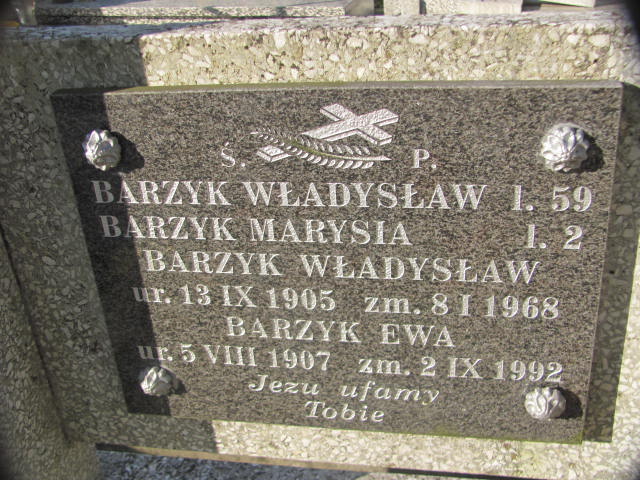 Ś. P.
BARZYK WŁADYSŁAW l. 59
BARZYK MARYSIA l. 2
BARZYK WŁADYSŁAW
ur. 13 IX 1905 zm. 8 I 1968
BARZYK EWA
ur. 5 VIII 1907 zm. 2 IX 1992
Jezu ufamy
Tobie